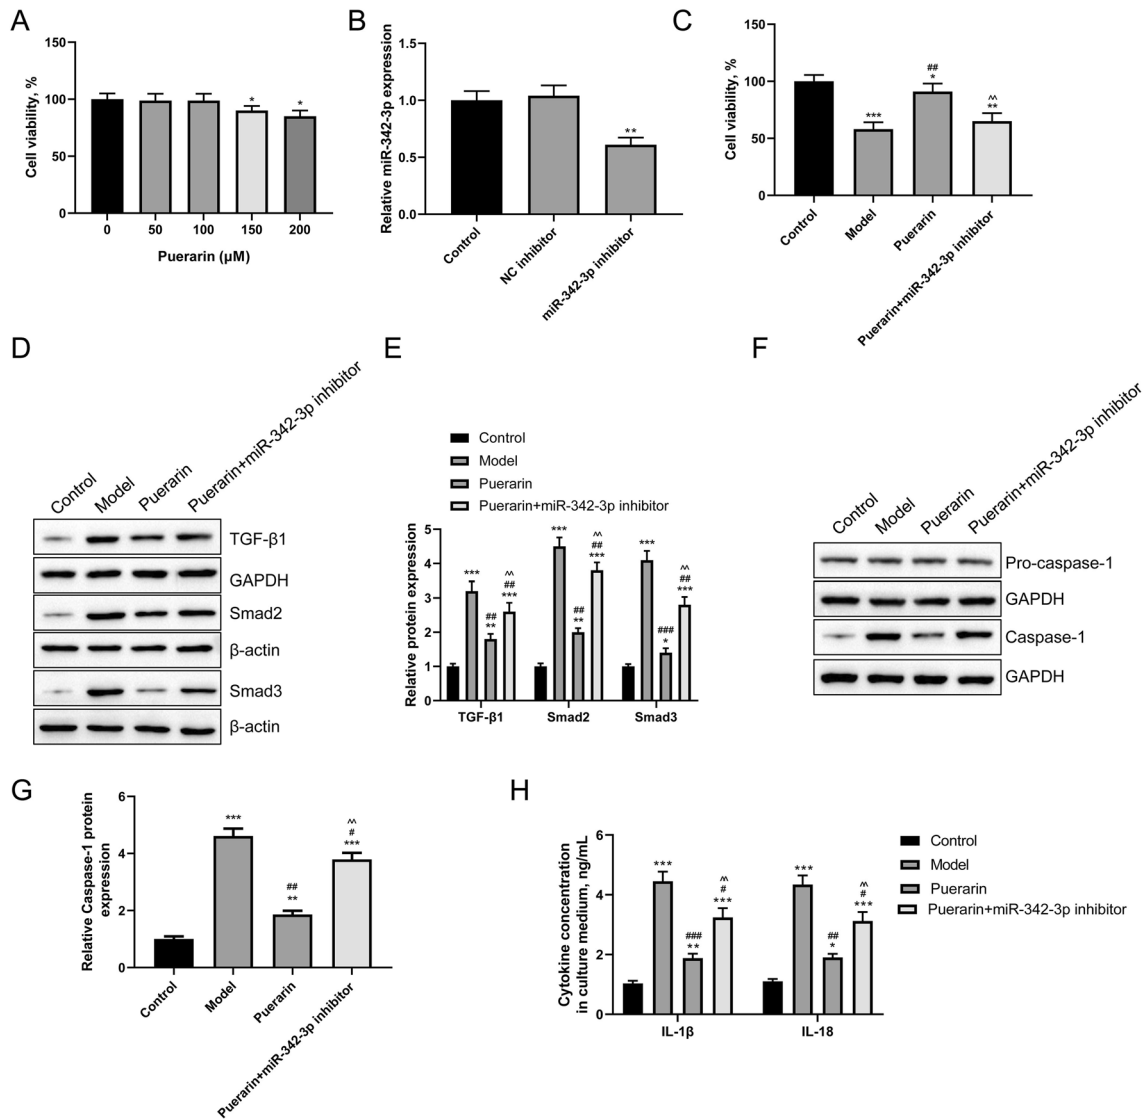 A
Cell viability, %
150
100
50
0
*
*
0 50 100 150 200
Puerarin (μM)
B
Relative miR-342-3p expression
1.5
1.0
0.5
0.0
**
Control
NC inhibitor
miR-342-3p inhibitor
C
Cell viability, %
150
100
50
0
***
##
*
^^
**
Control
Model
Puerarin
Puerarin+miR-342-3p inhibitor
D
Control
Model
Puerarin
Puerarin+miR-342-3p inhibitor
TGF-β1
GAPDH
Smad2
β-actin
Smad3
β-actin
E
Control
Model
Puerarin
Puerarin+miR-342-3p inhibitor
Relative protein expression
5
4
3
2
1
0
***
##
**
^^
##
***
***
##
**
^^
##
***
***
###
*
^^
##
***
TGF-β1 Smad2 Smad3
F
Control
Model
Puerarin
Puerarin+miR-342-3p inhibitor
Pro-caspase-1
GAPDH
Caspase-1
GAPDH
G
Relative Caspase-1 protein
expression
6
4
2
0
***
##
**
^^
#
***
Control
Model
Puerarin
Puerarin+miR-342-3p inhibitor
H
Cytokine concentration
in culture medium, ng/mL
6
4
2
0
***
###
**
^^
#
***
***
##
*
^^
#
***
IL-1β IL-18
Control
Model
Puerarin
Puerarin+miR-342-3p inhibitor